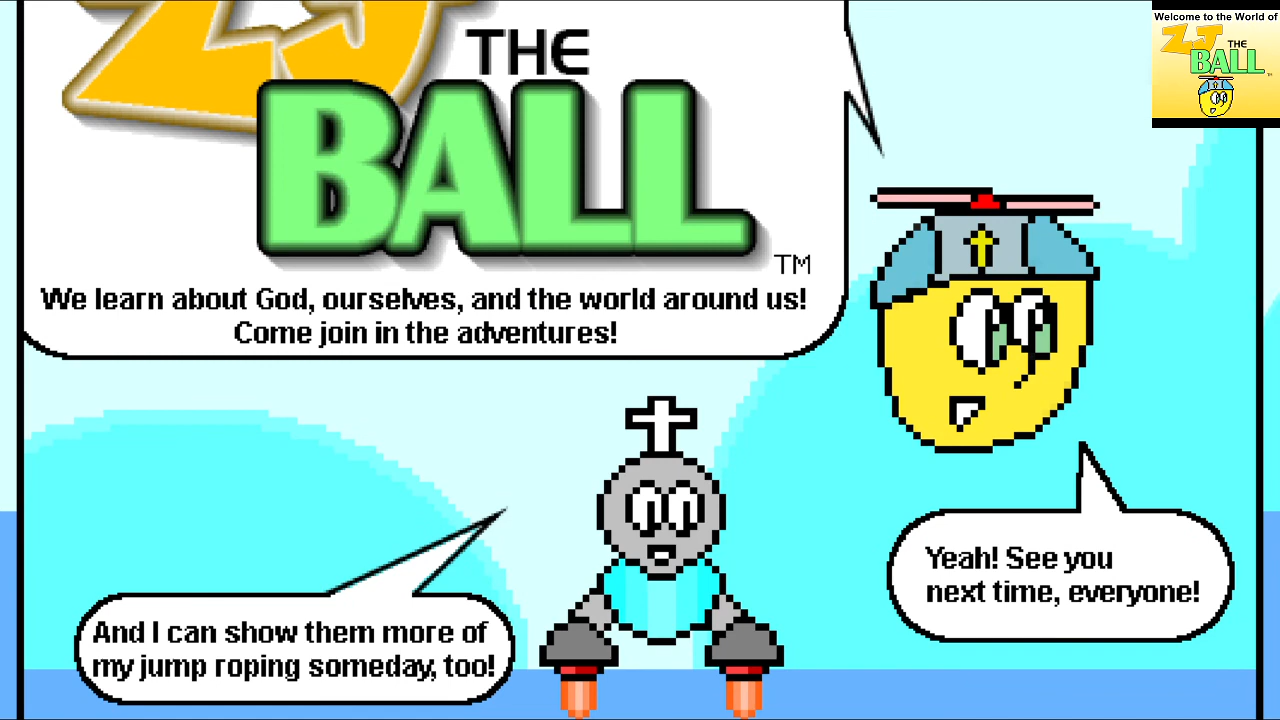 ZJ THE
BALL
TM
We learn about God, ourselves, and the world around us!
Come join in the adventures!
And I can show them more of
my jump roping someday, too!
Yeah! See you
next time, everyone!
Welcome to the World of
ZJ THE
BALL